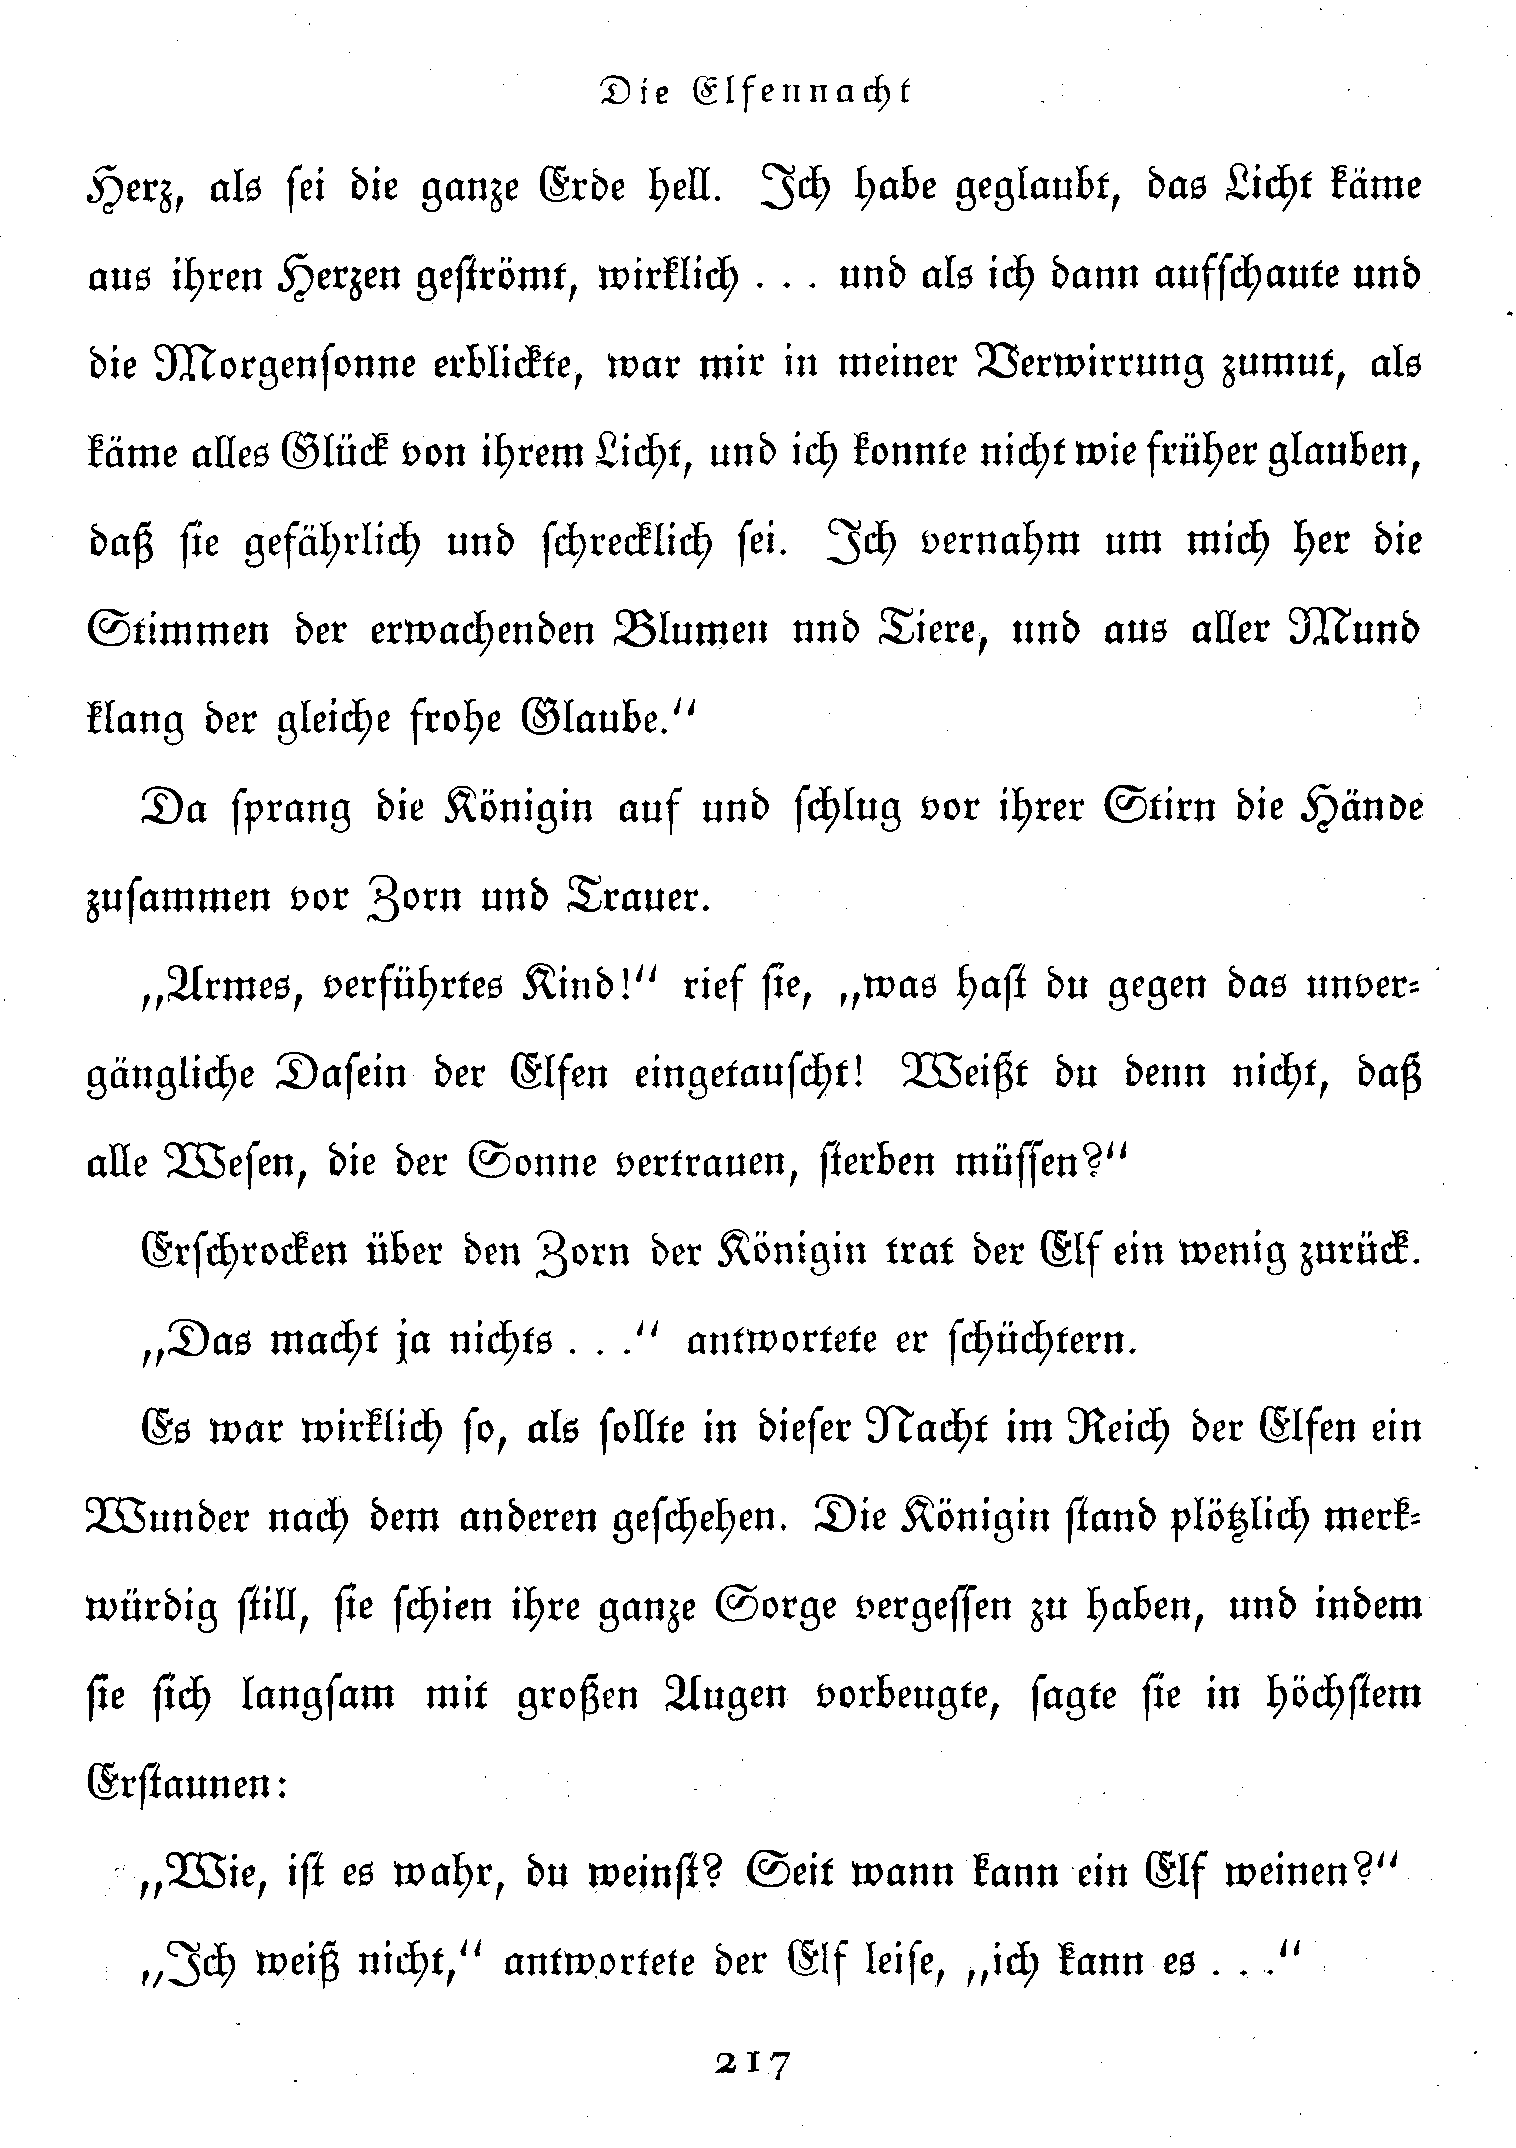 Die Elfennacht
Herz, als sei die ganze Erde hell. Ich habe geglaubt, das Licht käme
aus ihren Herzen geströmt, wirklich . . . und als ich dann aufschaute und
die Morgensonne erblickte, war mir in meiner Verwirrung zumut, als
käme alles Glück von ihrem Licht, und ich konnte nicht wie früher glauben,
daß sie gefährlich und schrecklich sei. Ich vernahm um mich her die
Stimmen der erwachenden Blumen nnd Tiere, und aus aller Mund
klang der gleiche frohe Glaube.“
Da sprang die Königin auf und schlug vor ihrer Stirn die Hände
zusammen vor Zorn und Trauer.
„Armes, verführtes Kind!“ rief sie, „was hast du gegen das unver-
gängliche Dasein der Elfen eingetauscht! Weißt du denn nicht, daß
alle Wesen, die der Sonne vertrauen, sterben müssen?“
Erschrocken über den Zorn der Königin trat der Elf ein wenig zurück.
„Das macht ja nichts . . .“ antwortete er schüchtern.
Es war wirklich so, als sollte in dieser Nacht im Reich der Elfen ein
Wunder nach dem anderen geschehen. Die Königin stand plötzlich merk-
würdig still, sie schien ihre ganze Sorge vergessen zu haben, und indem
sie sich langsam mit großen Augen vorbeugte, sagte sie in höchstem
Erstaunen:
„Wie, ist es wahr, du weinst? Seit wann kann ein Elf weinen?“
„Ich weiß nicht,“ antwortete der Elf leise, „ich kann es . . .“
217